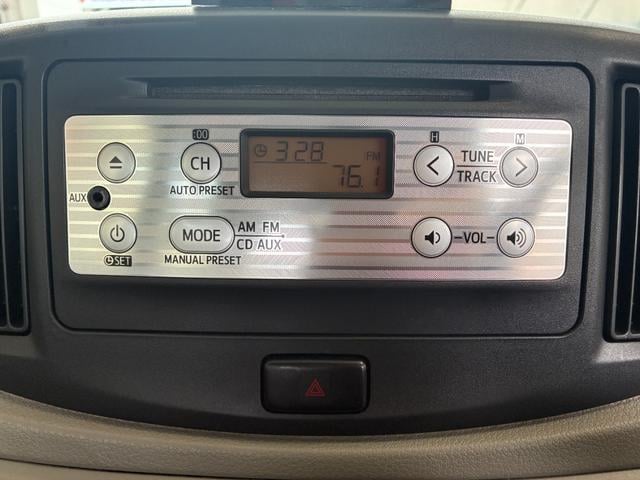 :00
H
M
CH
3 28
FM
76.1
TUNE
TRACK
AUTO PRESET
AUX
MODE
AM FM
CD AUX
VOL
SET
MANUAL PRESET